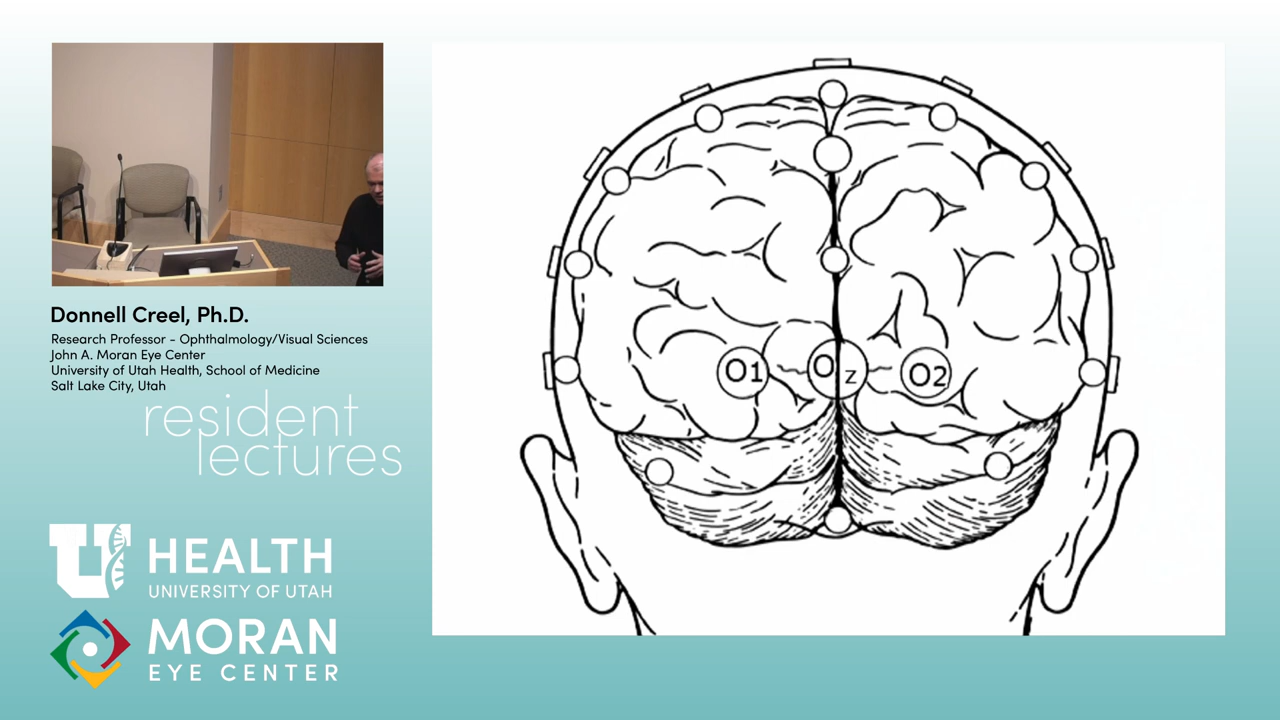 Donnell Creel, Ph.D.
Research Professor - Ophthalmology/Visual Sciences
John A. Moran Eye Center
University of Utah Health, School of Medicine
Salt Lake City, Utah
resident
lectures
U HEALTH
UNIVERSITY OF UTAH
MORAN
EYE CENTER
O1 Oz O2